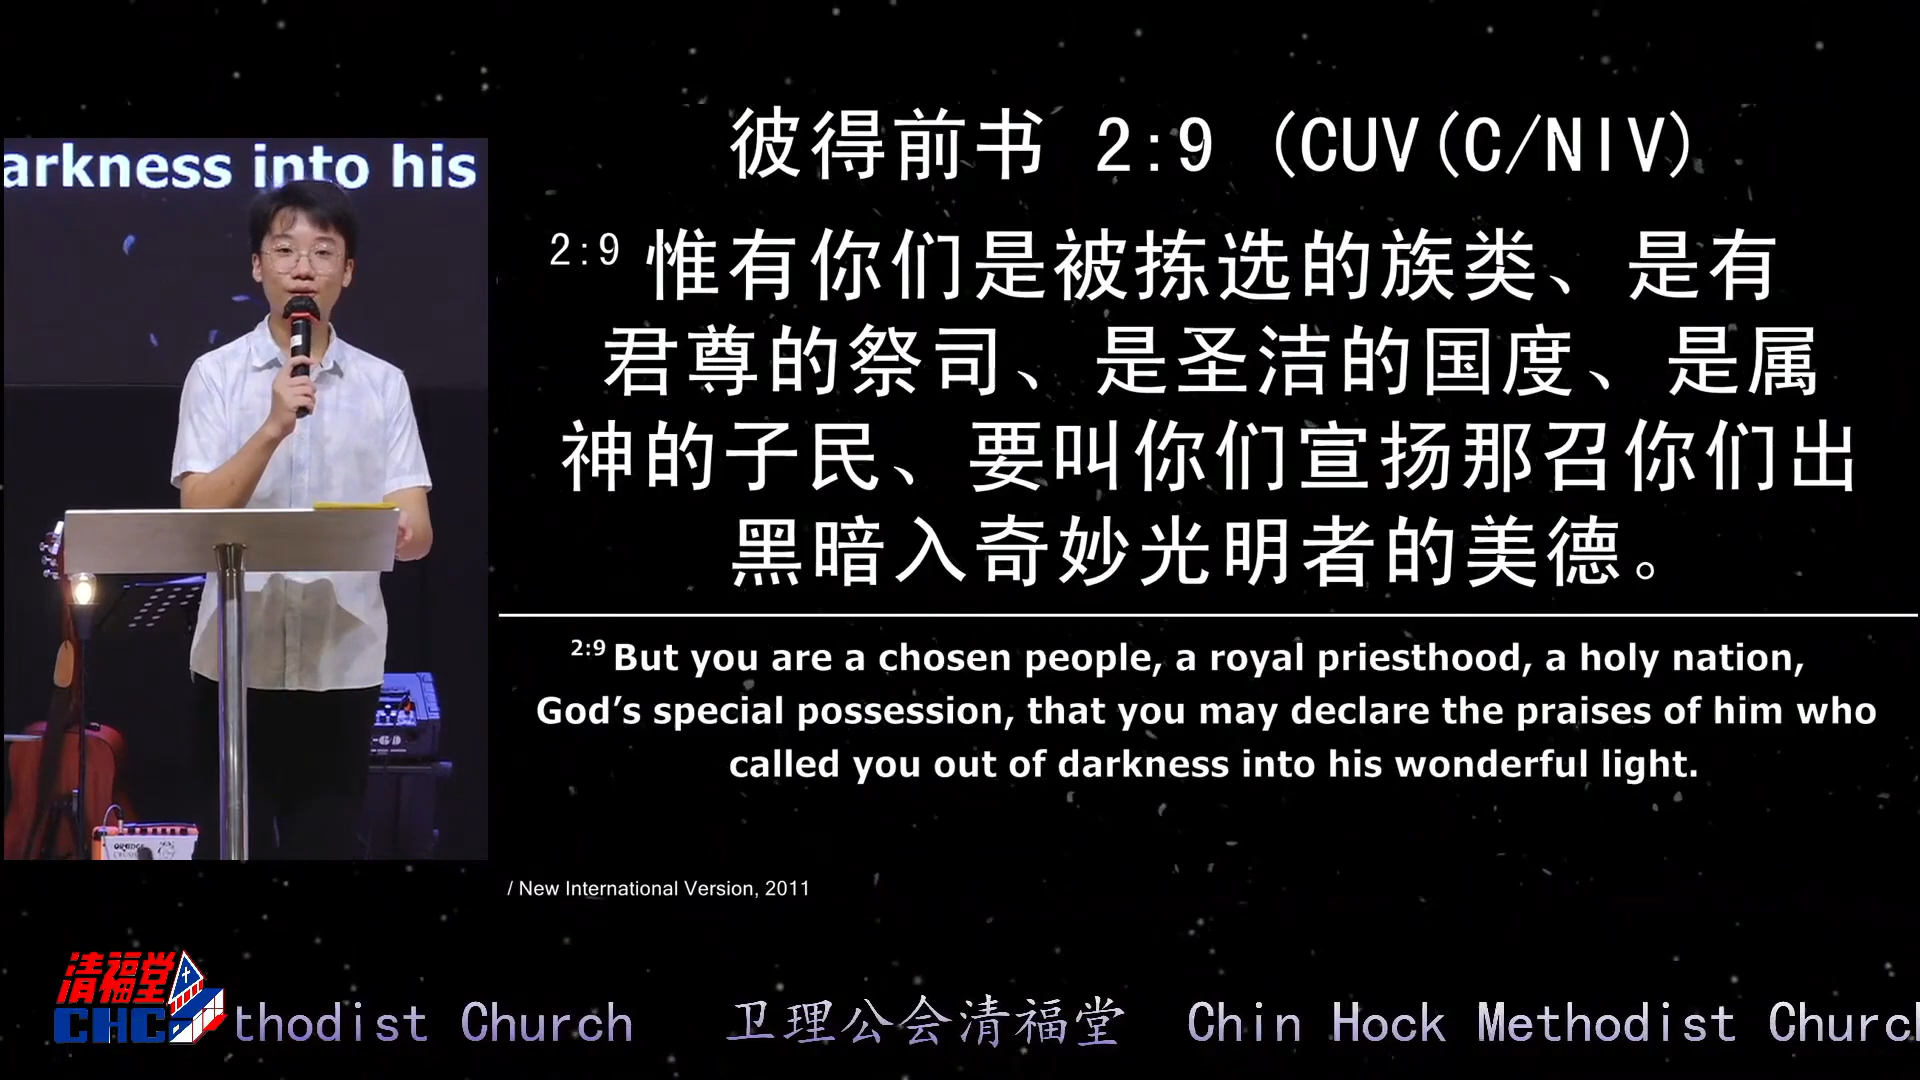 arkness into his
彼得前书 2:9 (CUV(C/NIV)
2:9 惟有你们是被拣选的族类、是有
君尊的祭司、是圣洁的国度、是属
神的子民、要叫你们宣扬那召你们出
黑暗入奇妙光明者的美德。
2:9 But you are a chosen people, a royal priesthood, a holy nation,
God’s special possession, that you may declare the praises of him who
called you out of darkness into his wonderful light.
/ New International Version, 2011
清福堂
CHC
thodist Church 卫理公会清福堂 Chin Hock Methodist Churc